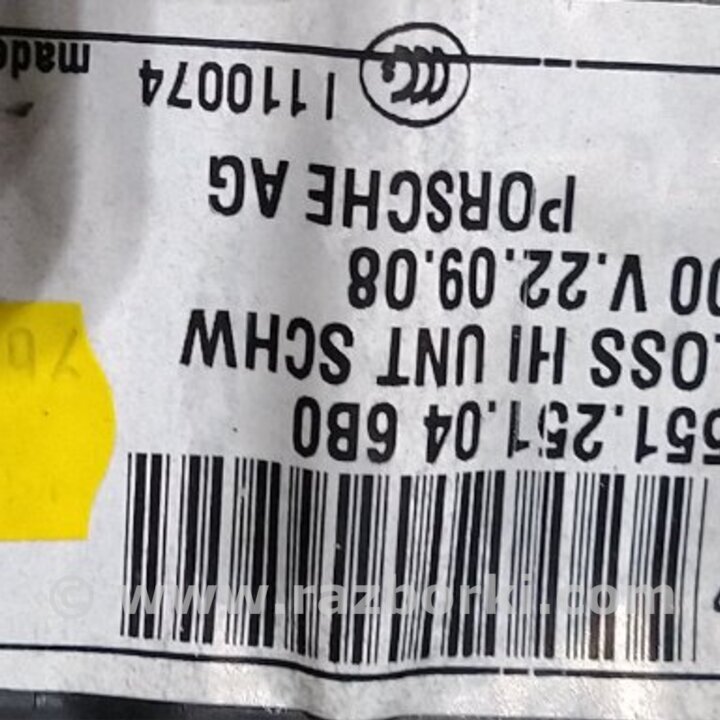 551.251.04 6B0
LOSS HI UNT SCHW
00 V.22.09.08
PORSCHE AG
CCC S I 110074 made
© www.razborki.com